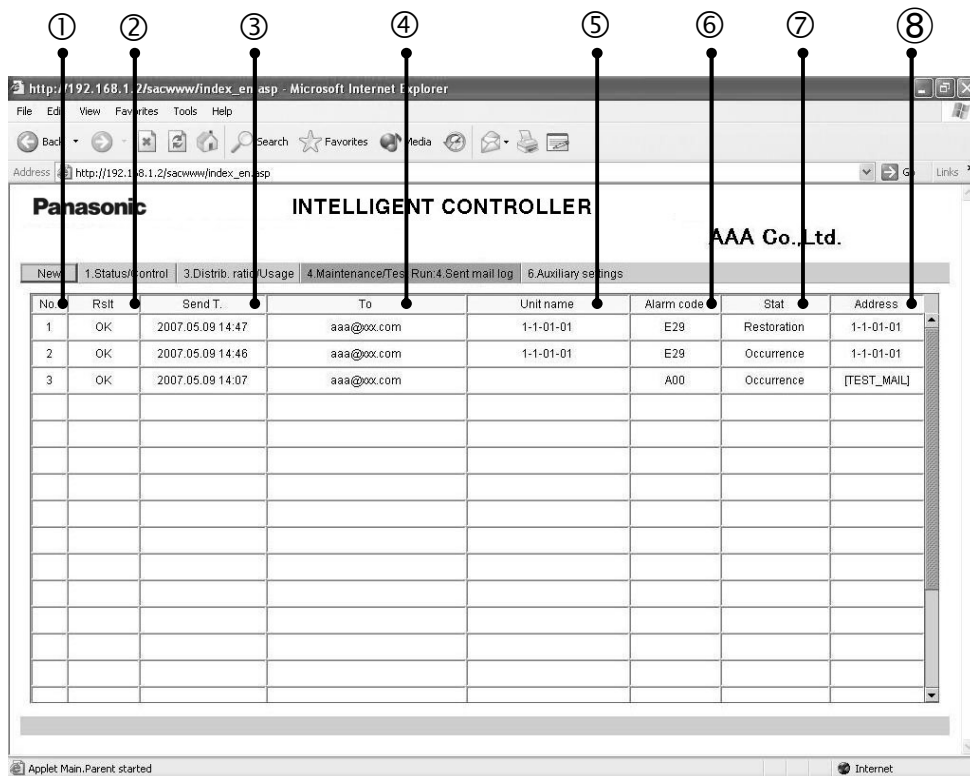 ① ② ③ ④ ⑤ ⑥ ⑦ ⑧
http://192.168.1.2/sacwww/index_en.asp - Microsoft Internet Explorer
File Edit View Favorites Tools Help
Back Search Favorites Media
Address http://192.168.1.2/sacwww/index_en.asp Go Links
Panasonic INTELLIGENT CONTROLLER
AAA Co.,Ltd.
New 1.Status/Control 3.Distrib. ratio/Usage 4.Maintenance/Test Run:4.Sent mail log 6.Auxiliary settings
No. Rslt Send T. To Unit name Alarm code Stat Address
1 OK 2007.05.09 14:47 aaa@xxx.com 1-1-01-01 E29 Restoration 1-1-01-01
2 OK 2007.05.09 14:46 aaa@xxx.com 1-1-01-01 E29 Occurrence 1-1-01-01
3 OK 2007.05.09 14:07 aaa@xxx.com A00 Occurrence [TEST_MAIL]
Applet Main.Parent started Internet